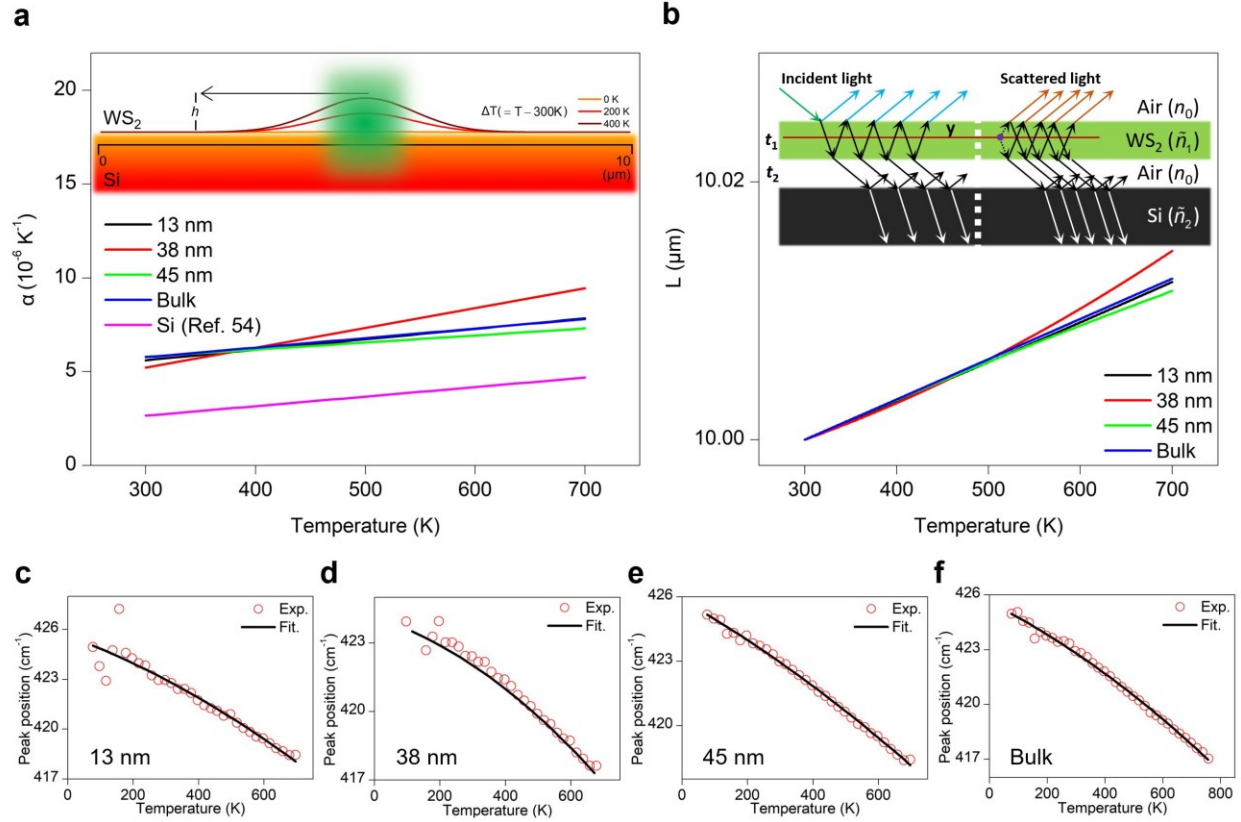 a
20
15
10
5
0
α (10⁻⁶ K⁻¹)
WS₂
h
ΔT(= T − 300K)
0 K
200 K
400 K
0
10
(μm)
Si
13 nm
38 nm
45 nm
Bulk
Si (Ref. 54)
300 400 500 600 700
Temperature (K)
b
Incident light
Scattered light
Air (n₀)
t₁
y
WS₂ (ñ₁)
t₂
Air (n₀)
Si (ñ₂)
10.02
10.00
L (μm)
13 nm
38 nm
45 nm
Bulk
300 400 500 600 700
Temperature (K)
c
Exp.
Fit.
426
423
420
417
Peak position (cm⁻¹)
13 nm
0 200 400 600
Temperature (K)
d
Exp.
Fit.
423
420
417
Peak position (cm⁻¹)
38 nm
0 200 400 600
Temperature (K)
e
Exp.
Fit.
426
423
420
Peak position (cm⁻¹)
45 nm
0 200 400 600
Temperature (K)
f
Exp.
Fit.
426
423
420
417
Peak position (cm⁻¹)
Bulk
0 200 400 600 800
Temperature (K)